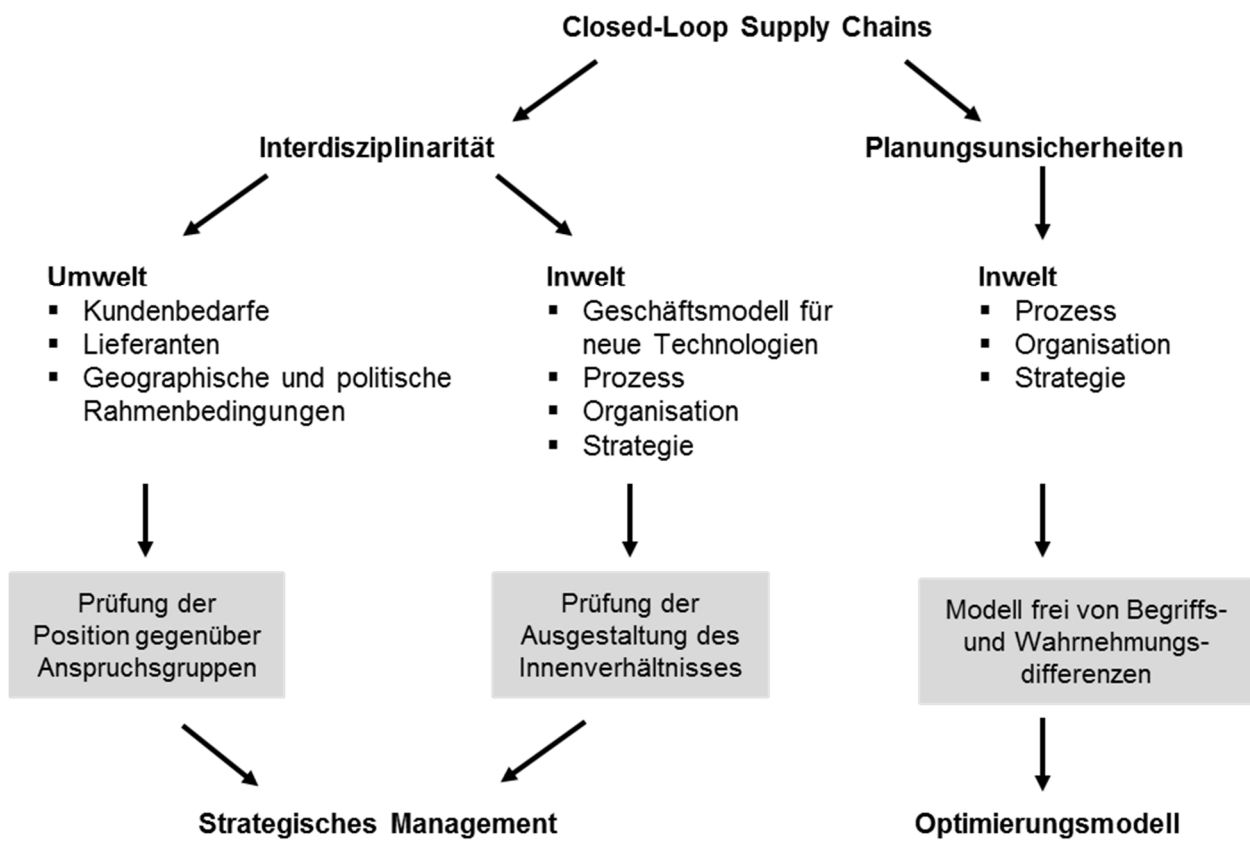 Closed-Loop Supply Chains
Interdisziplinarität
Planungsunsicherheiten
Umwelt
▪ Kundenbedarfe
▪ Lieferanten
▪ Geographische und politische
Rahmenbedingungen
Inwelt
▪ Geschäftsmodell für
neue Technologien
▪ Prozess
▪ Organisation
▪ Strategie
Inwelt
▪ Prozess
▪ Organisation
▪ Strategie
Prüfung der
Position gegenüber
Anspruchsgruppen
Prüfung der
Ausgestaltung des
Innenverhältnisses
Modell frei von Begriffs-
und Wahrnehmungs-
differenzen
Strategisches Management
Optimierungsmodell